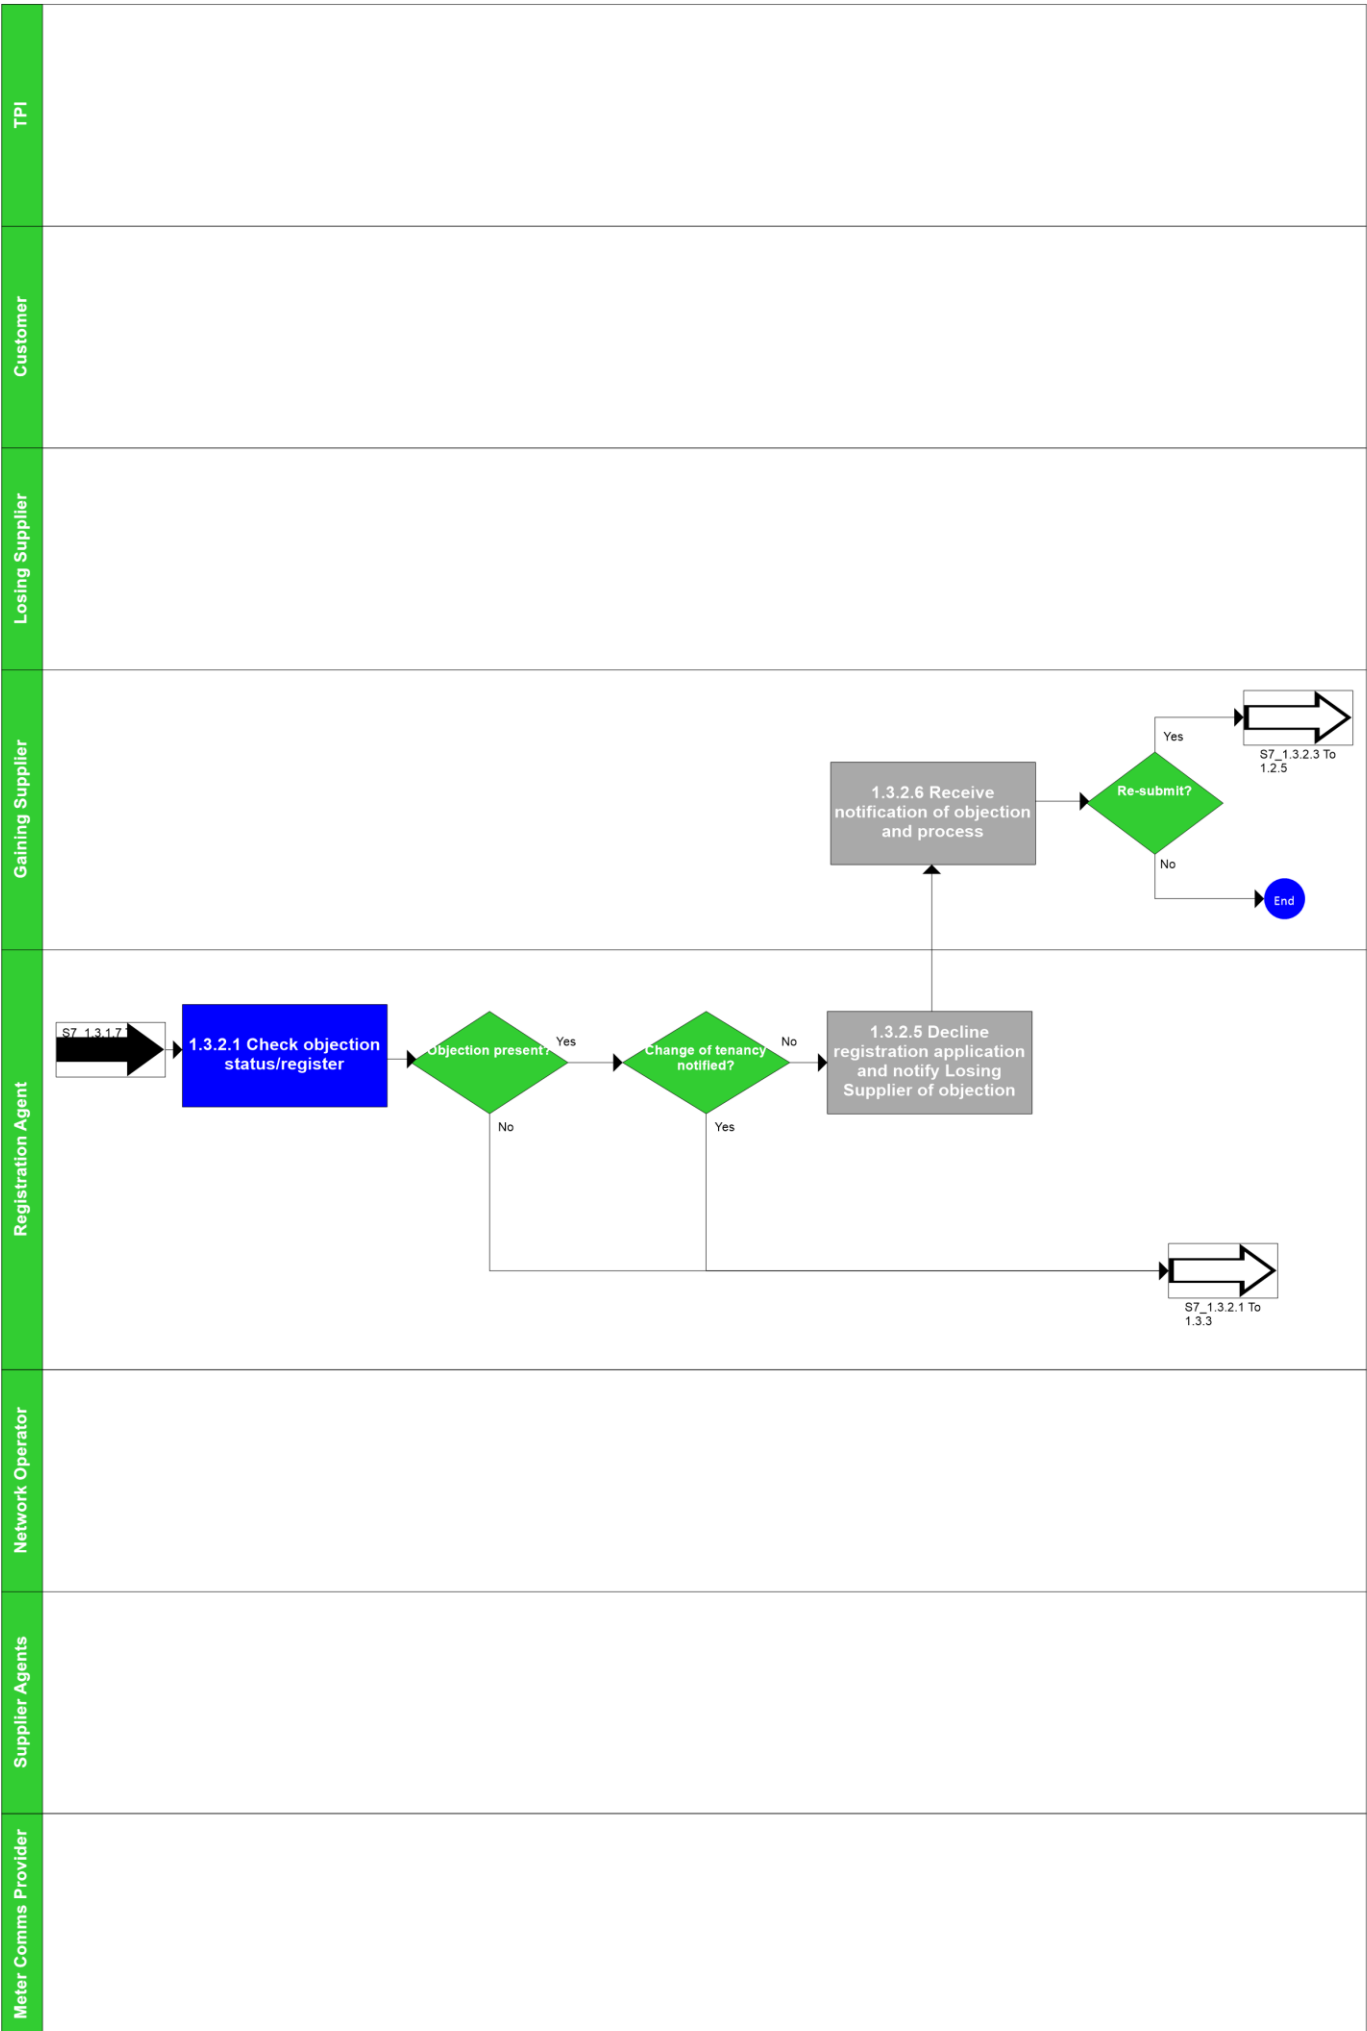 TPI
Customer
Losing Supplier
Gaining Supplier
Yes
S7_1.3.2.3 To
1.2.5
1.3.2.6 Receive
notification of objection
and process
Re-submit?
No
End
Registration Agent
S7_1.3.1.7
1.3.2.1 Check objection
status/register
Objection present?
Yes
No
Change of tenancy
notified?
No
Yes
1.3.2.5 Decline
registration application
and notify Losing
Supplier of objection
S7_1.3.2.1 To
1.3.3
Network Operator
Supplier Agents
Meter Comms Provider